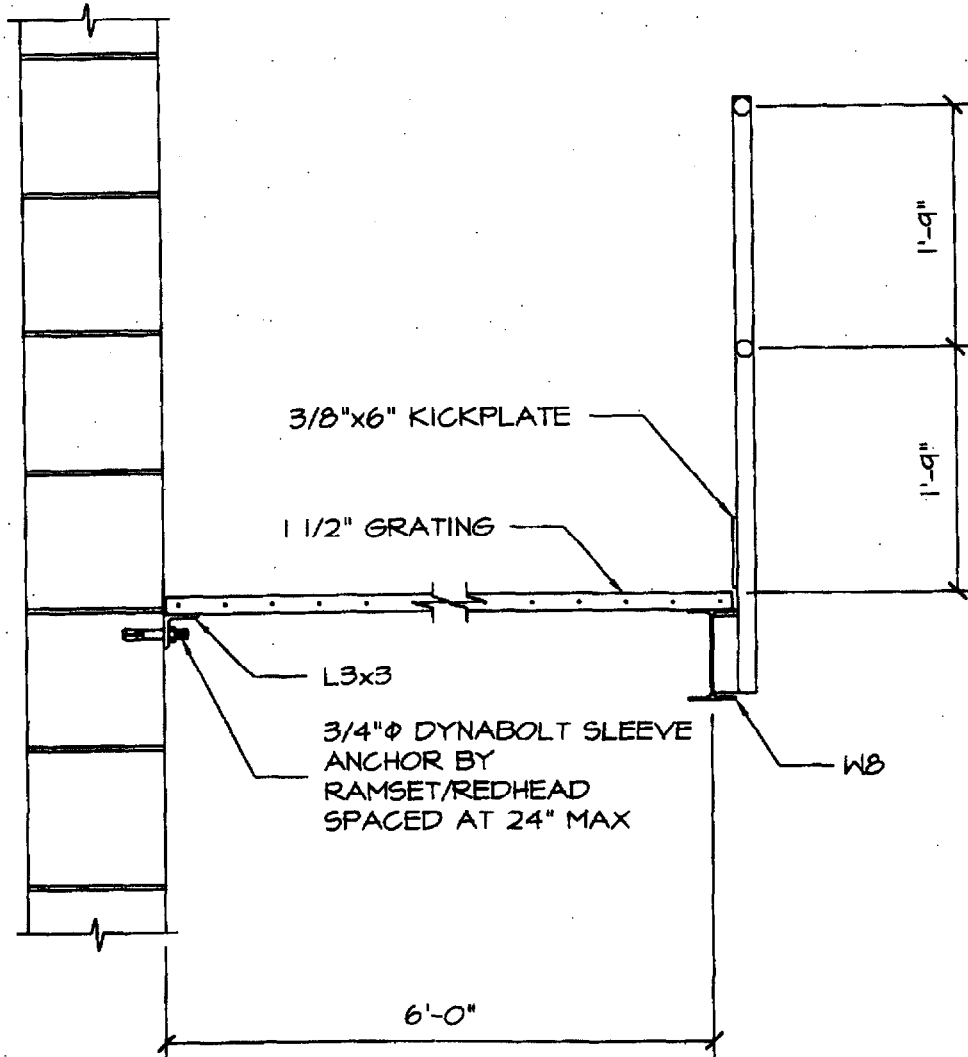 1'-9"
3/8"x6" KICKPLATE
1'-9"
1 1/2" GRATING
L3x3
3/4"Φ DYNABOLT SLEEVE
ANCHOR BY
RAMSET/REDHEAD
SPACED AT 24" MAX
W8
6'-0"